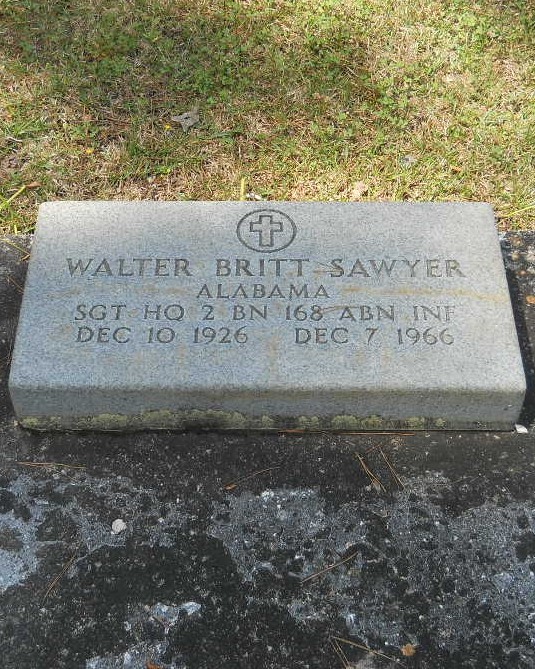 WALTER BRITT SAWYER
ALABAMA
SGT HQ 2 BN 168 ABN INF
DEC 10 1926 DEC 7 1966